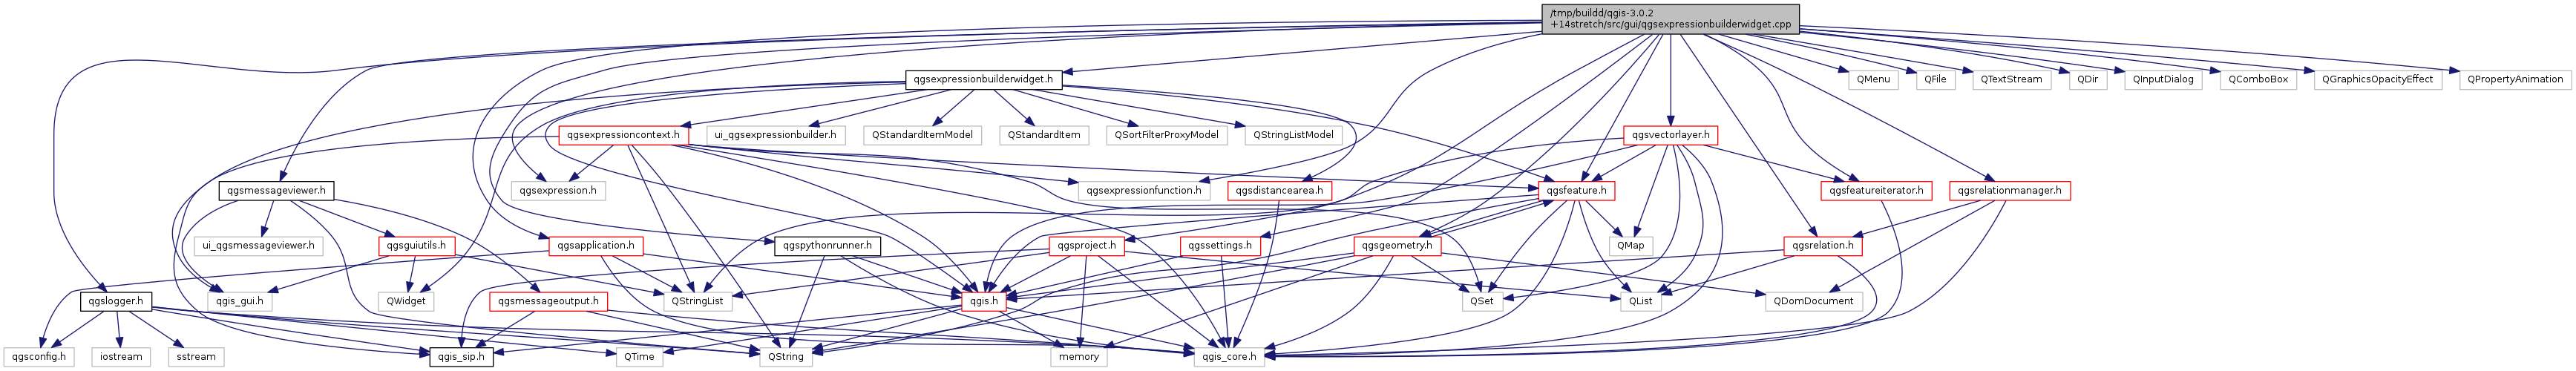 /tmp/buildd/qgis-3.0.2
+14stretch/src/gui/qgsexpressionbuilderwidget.cpp
qgsexpressionbuilderwidget.h
QMenu
QFile
QTextStream
QDir
QInputDialog
QComboBox
QGraphicsOpacityEffect
QPropertyAnimation
qgsexpressioncontext.h
ui_qgsexpressionbuilder.h
QStandardItemModel
QStandardItem
QSortFilterProxyModel
QStringListModel
qgsvectorlayer.h
qgsmessageviewer.h
qgsexpression.h
qgsexpressionfunction.h
qgsdistancearea.h
qgsfeature.h
qgsfeatureiterator.h
qgsrelationmanager.h
ui_qgsmessageviewer.h
qgsguiutils.h
qgsapplication.h
qgspythonrunner.h
qgsproject.h
qgssettings.h
qgsgeometry.h
QMap
qgsrelation.h
qgslogger.h
qgis_gui.h
QWidget
qgsmessageoutput.h
QStringList
qgis.h
QSet
QList
QDomDocument
qgsconfig.h
iostream
sstream
qgis_sip.h
QTime
QString
memory
qgis_core.h